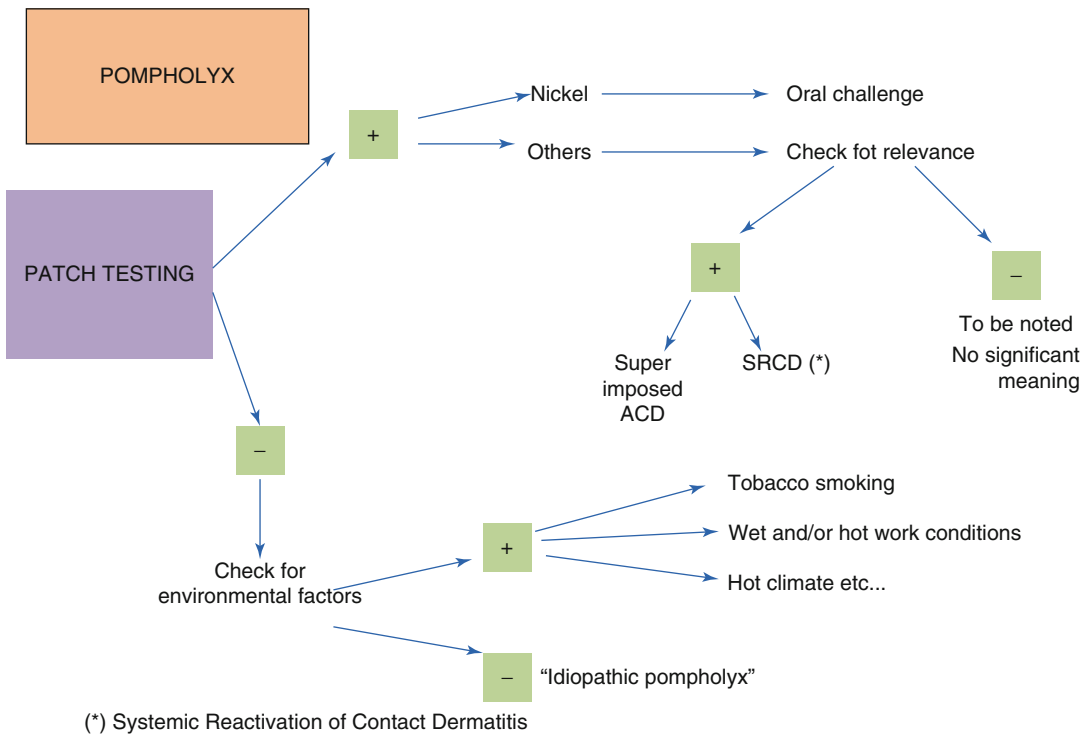 POMPHOLYX
PATCH TESTING
+
Nickel
Oral challenge
Others
Check fot relevance
+
Super
imposed
ACD
SRCD (*)
−
To be noted
No significant
meaning
−
Check for
environmental factors
+
Tobacco smoking
Wet and/or hot work conditions
Hot climate etc...
−
“Idiopathic pompholyx”
(*) Systemic Reactivation of Contact Dermatitis